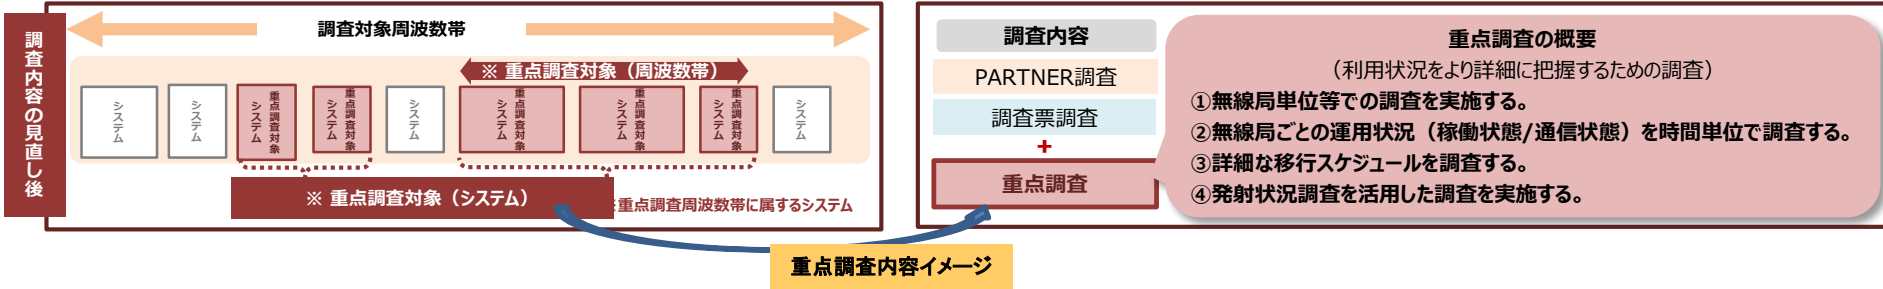 調査内容の見直し後
調査対象周波数帯
※ 重点調査対象(周波数帯)
システム
システム
重点調査対象
システム
重点調査対象
システム
システム
重点調査対象
システム
重点調査対象
システム
重点調査対象
システム
システム
※ 重点調査対象(システム)
※重点調査周波数帯に属するシステム
調査内容
PARTNER調査
調査票調査
+
重点調査
重点調査の概要
(利用状況をより詳細に把握するための調査)
①無線局単位等での調査を実施する。
②無線局ごとの運用状況(稼働状態/通信状態)を時間単位で調査する。
③詳細な移行スケジュールを調査する。
④発射状況調査を活用した調査を実施する。
重点調査内容イメージ